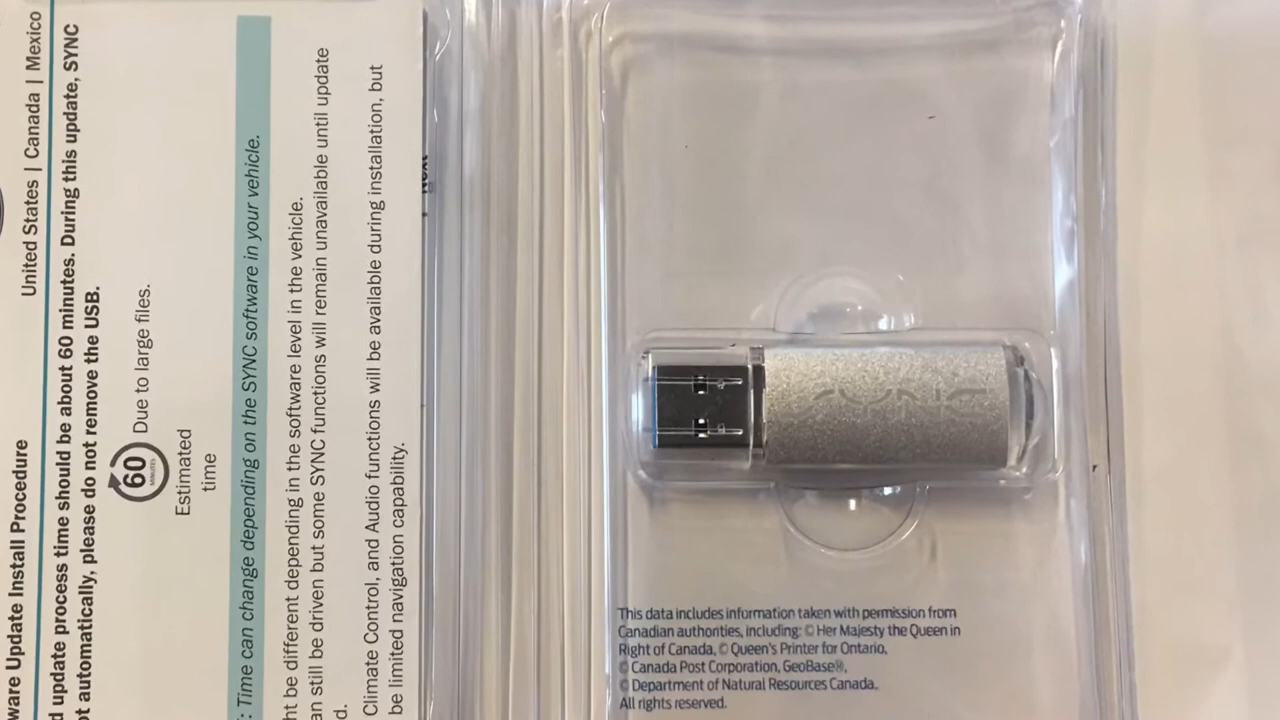 ware Update Install Procedure
United States | Canada | Mexico
d update process time should be about 60 minutes. During this update, SYNC
ot automatically, please do not remove the USB.
60
MINUTES
Due to large files.
Estimated
time
: Time can change depending on the SYNC software in your vehicle.
ht be different depending in the software level in the vehicle.
an still be driven but some SYNC functions will remain unavailable until update
d.
Climate Control, and Audio functions will be available during installation, but
be limited navigation capability.
Next
SYNC
This data includes information taken with permission from
Canadian authorities, including: © Her Majesty the Queen in
Right of Canada, © Queen's Printer for Ontario,
© Canada Post Corporation, GeoBase®,
© Department of Natural Resources Canada.
All rights reserved.